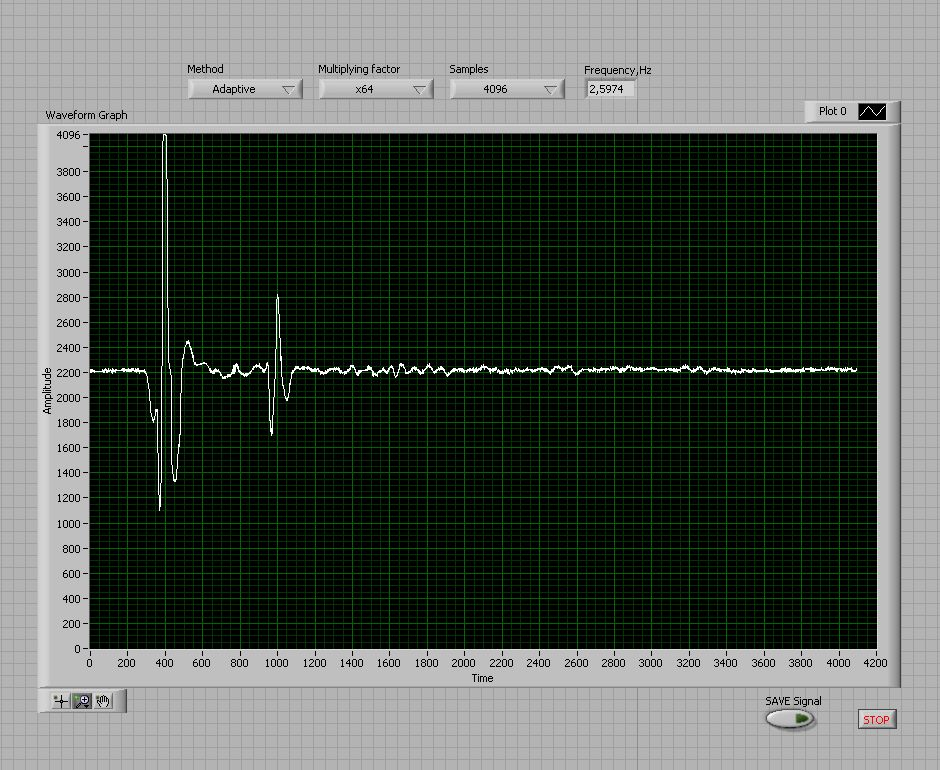 Method Multiplying factor Samples Frequency,Hz
Adaptive x64 4096 2,5974
Waveform Graph
Plot 0
4096
3800
3600
3400
3200
3000
2800
2600
2400
2200
2000
1800
1600
1400
1200
1000
800
600
400
200
0
Amplitude
0 200 400 600 800 1000 1200 1400 1600 1800 2000 2200 2400 2600 2800 3000 3200 3400 3600 3800 4000 4200
Time
SAVE Signal
STOP